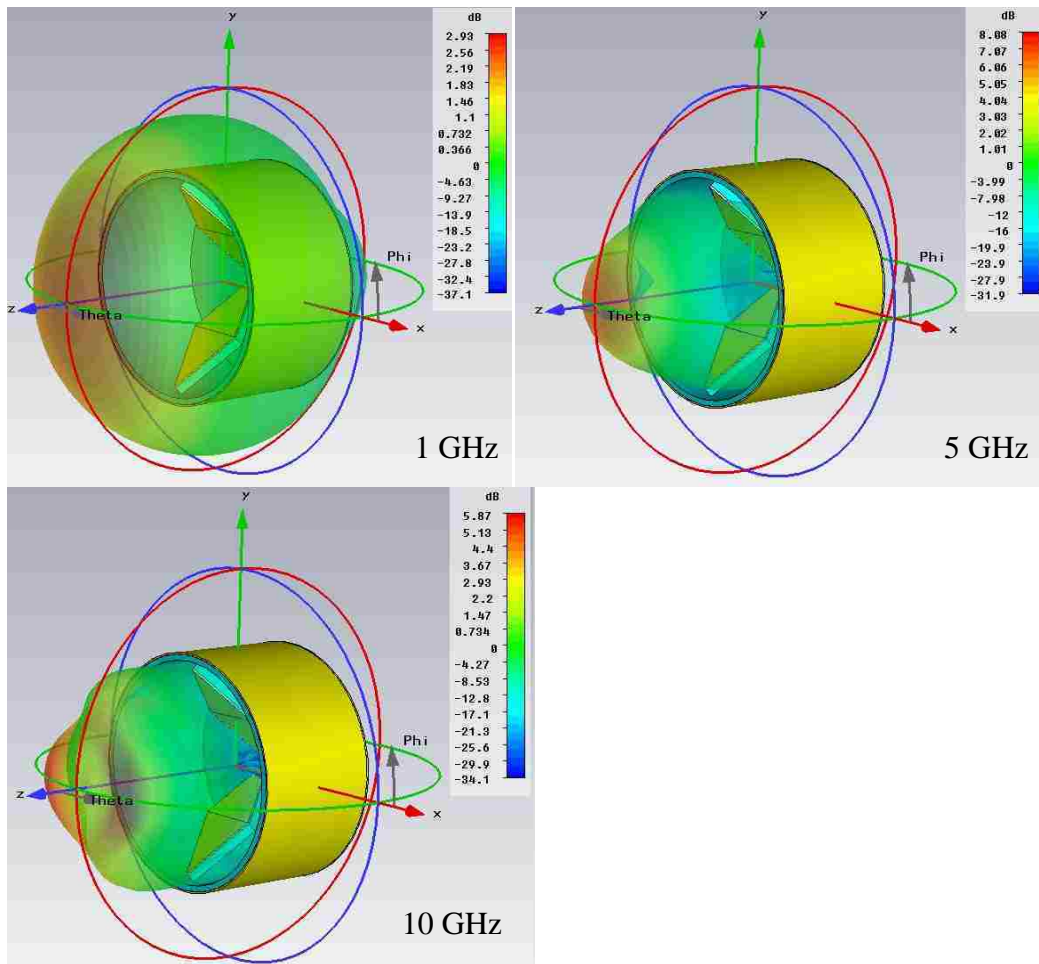 y
dB
2.93
2.56
2.19
1.83
1.46
1.1
0.732
0.366
0
-4.63
-9.27
-13.9
-18.5
-23.2
-27.8
-32.4
-37.1
Phi
z
Theta
x
1 GHz
y
dB
8.08
7.07
6.06
5.05
4.04
3.03
2.02
1.01
0
-3.99
-7.98
-12
-16
-19.9
-23.9
-27.9
-31.9
Phi
z
Theta
x
5 GHz
y
dB
5.87
5.13
4.4
3.67
2.93
2.2
1.47
0.734
0
-4.27
-8.53
-12.8
-17.1
-21.3
-25.6
-29.9
-34.1
Phi
z
Theta
x
10 GHz